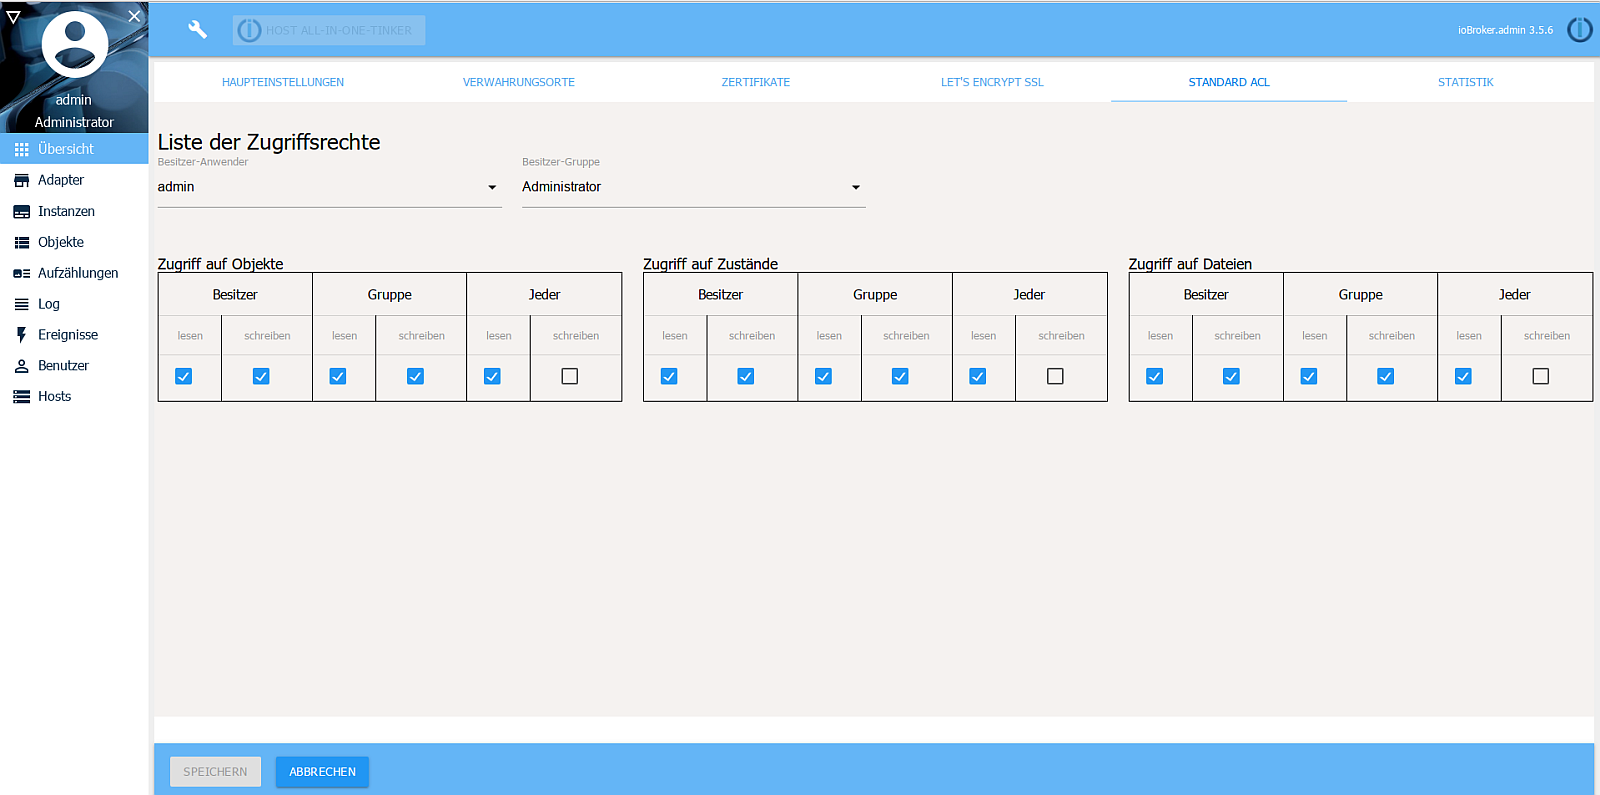 admin
Administrator
Übersicht
Adapter
Instanzen
Objekte
Aufzählungen
Log
Ereignisse
Benutzer
Hosts
HOST ALL-IN-ONE-TINKER
ioBroker.admin 3.5.6
HAUPTEINSTELLUNGEN VERWAHRUNGSORTE ZERTIFIKATE LET'S ENCRYPT SSL STANDARD ACL STATISTIK
Liste der Zugriffsrechte
Besitzer-Anwender Besitzer-Gruppe
admin Administrator
Zugriff auf Objekte Zugriff auf Zustände Zugriff auf Dateien
Besitzer Gruppe Jeder Besitzer Gruppe Jeder Besitzer Gruppe Jeder
lesen schreiben lesen schreiben lesen schreiben lesen schreiben lesen schreiben lesen schreiben lesen schreiben lesen schreiben lesen schreiben
SPEICHERN ABBRECHEN